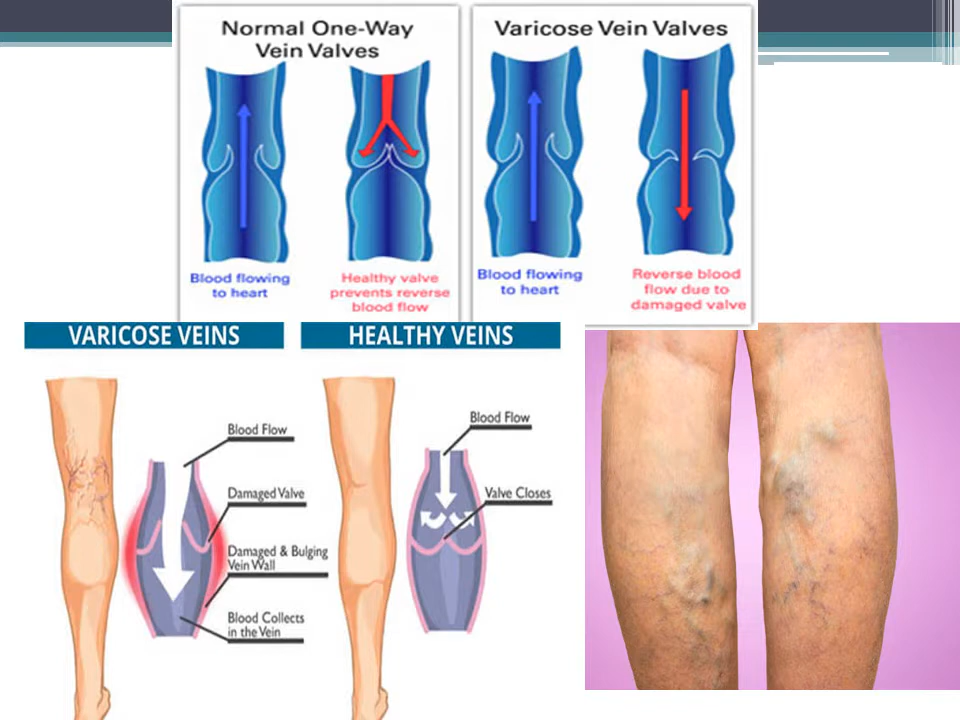 Normal One-Way
Vein Valves
Blood flowing
to heart
Healthy valve
prevents reverse
blood flow
Varicose Vein Valves
Blood flowing
to heart
Reverse blood
flow due to
damaged valve
VARICOSE VEINS
Blood Flow
Damaged Valve
Damaged & Bulging
Vein Wall
Blood Collects
in the Vein
HEALTHY VEINS
Blood Flow
Valve Closes